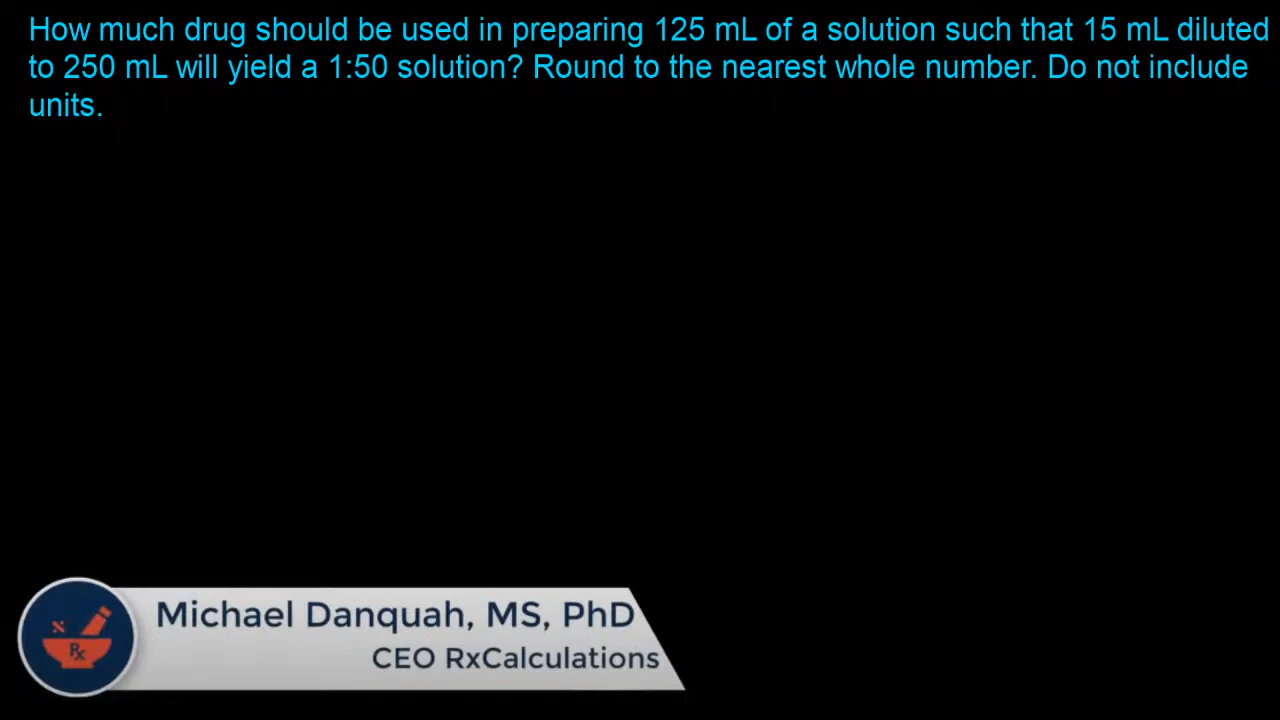 How much drug should be used in preparing 125 mL of a solution such that 15 mL diluted
to 250 mL will yield a 1:50 solution? Round to the nearest whole number. Do not include
units.
Michael Danquah, MS, PhD
CEO RxCalculations
Rx